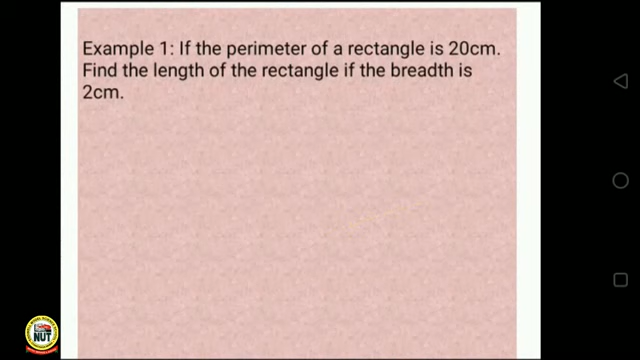 Example 1: If the perimeter of a rectangle is 20cm.
Find the length of the rectangle if the breadth is
2cm.
NUT